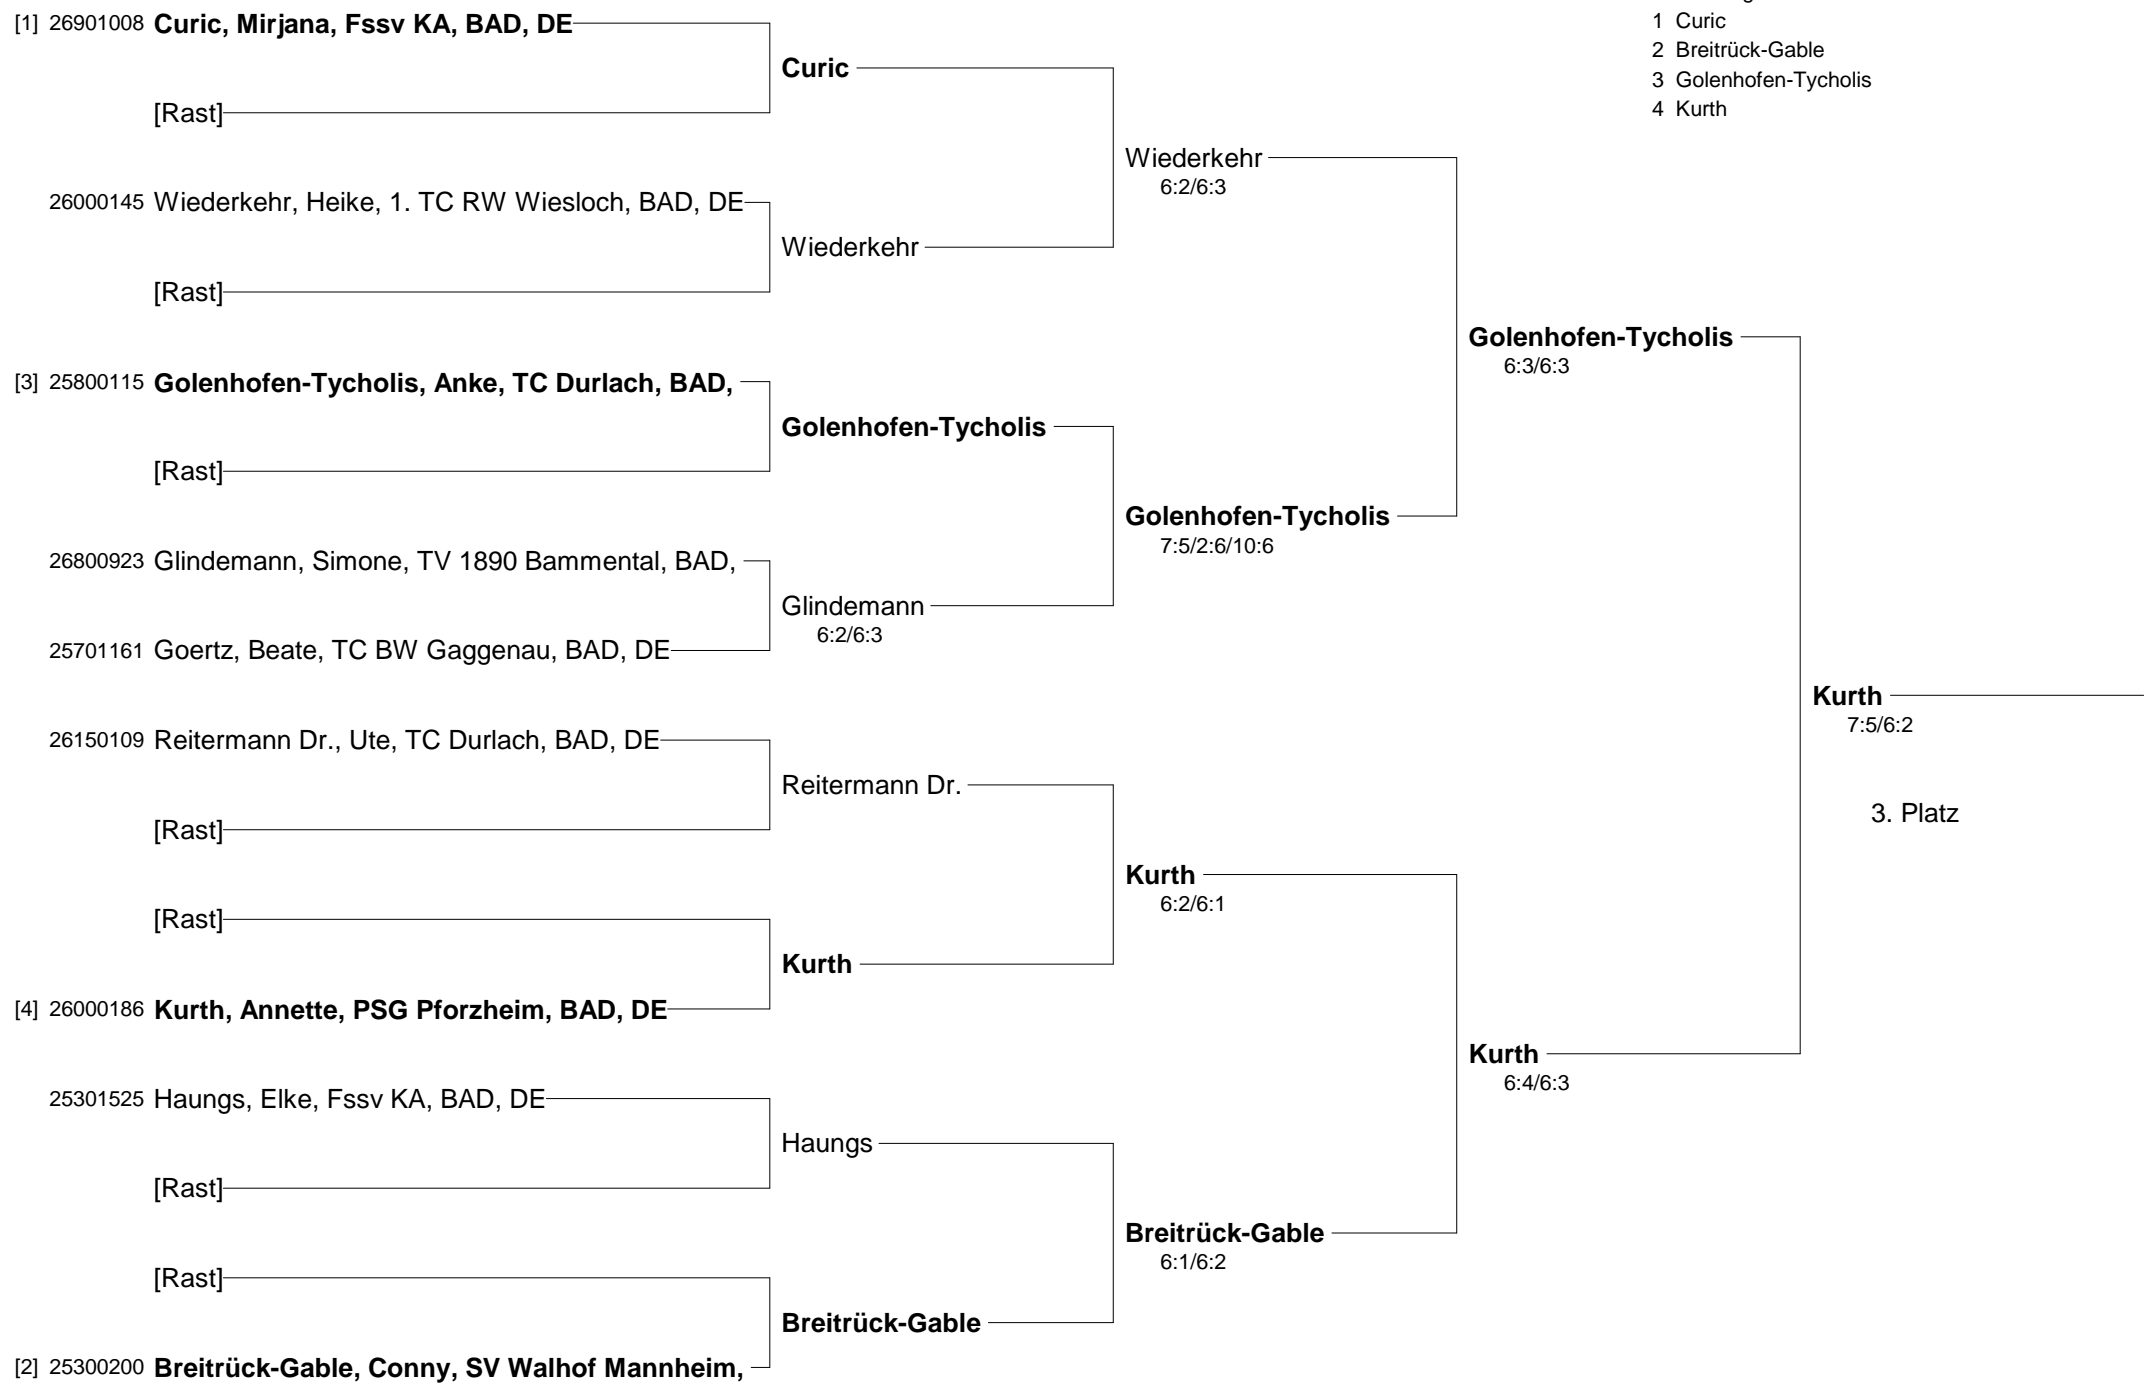 1 Curic
2 Breitrück-Gable
3 Golenhofen-Tycholis
4 Kurth
[1] 26901008 Curic, Mirjana, Fssv KA, BAD, DE
Curic
[Rast]
Wiederkehr
6:2/6:3
26000145 Wiederkehr, Heike, 1. TC RW Wiesloch, BAD, DE
Wiederkehr
[Rast]
Golenhofen-Tycholis
6:3/6:3
[3] 25800115 Golenhofen-Tycholis, Anke, TC Durlach, BAD,
Golenhofen-Tycholis
[Rast]
Golenhofen-Tycholis
7:5/2:6/10:6
26800923 Glindemann, Simone, TV 1890 Bammental, BAD,
Glindemann
6:2/6:3
25701161 Goertz, Beate, TC BW Gaggenau, BAD, DE
Kurth
7:5/6:2
26150109 Reitermann Dr., Ute, TC Durlach, BAD, DE
Reitermann Dr.
3. Platz
[Rast]
Kurth
6:2/6:1
[Rast]
Kurth
[4] 26000186 Kurth, Annette, PSG Pforzheim, BAD, DE
Kurth
6:4/6:3
25301525 Haungs, Elke, Fssv KA, BAD, DE
Haungs
[Rast]
Breitrück-Gable
6:1/6:2
[Rast]
Breitrück-Gable
[2] 25300200 Breitrück-Gable, Conny, SV Walhof Mannheim,